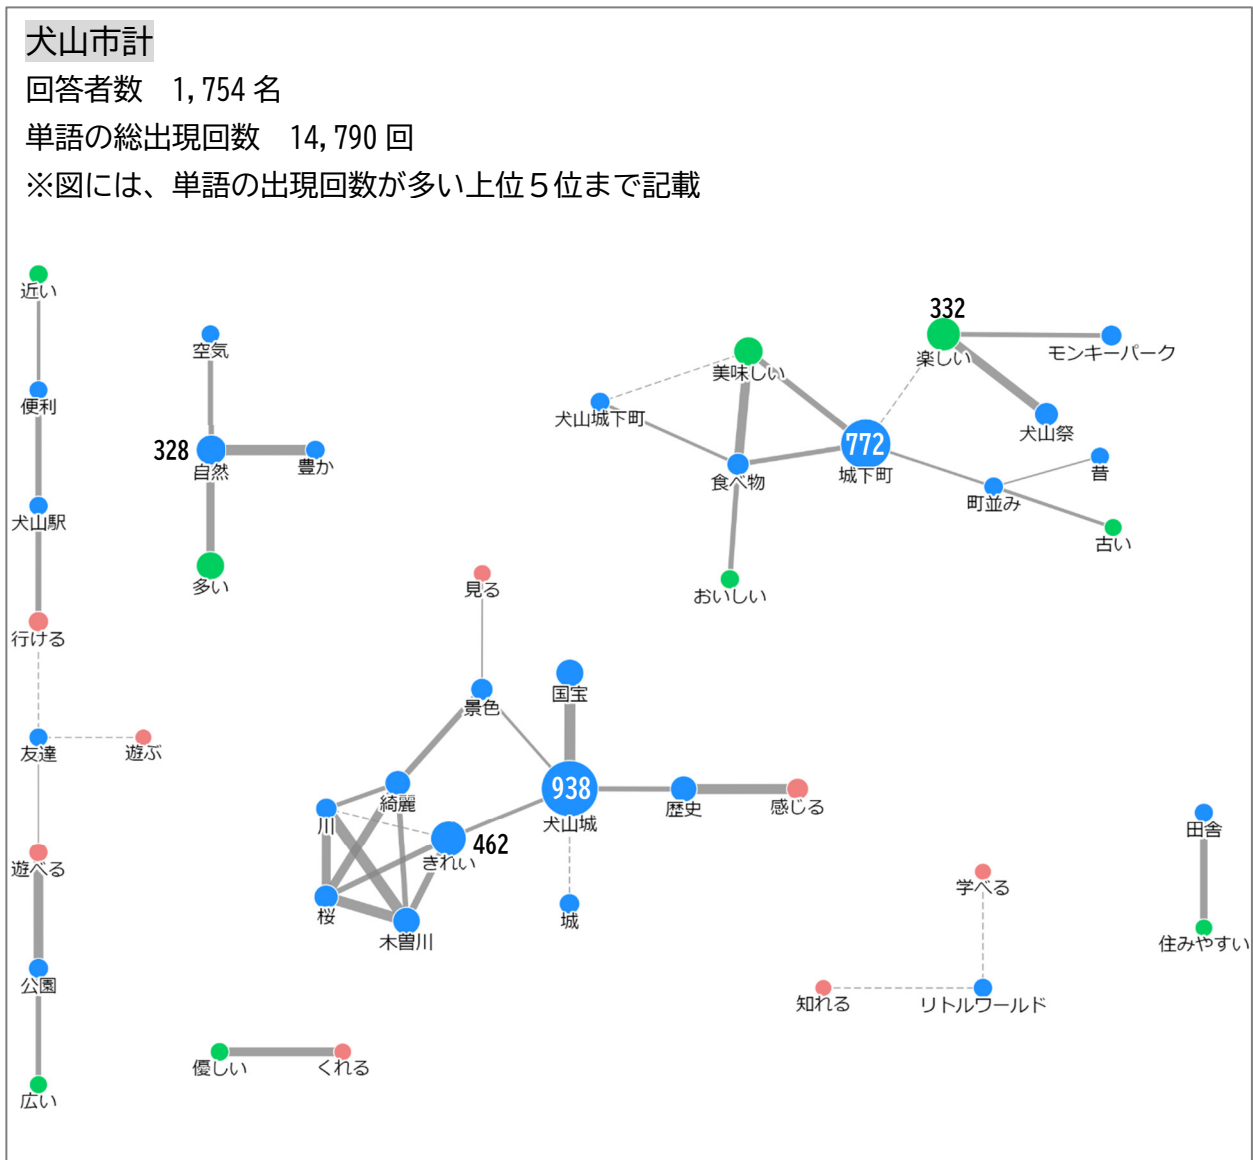 犬山市計
回答者数　1,754 名
単語の総出現回数　14,790 回
※図には、単語の出現回数が多い上位５位まで記載
近い
332
空気
楽しい
モンキーパーク
美味しい
便利
犬山城下町
犬山祭
328
自然
豊か
772
城下町
食べ物
昔
町並み
犬山駅
古い
多い
見る
おいしい
行ける
国宝
景色
友達
遊ぶ
938
綺麗
歴史
感じる
犬山城
川
田舎
462
きれい
遊べる
学べる
桜
城
木曽川
住みやすい
公園
知れる
リトルワールド
優しい
くれる
広い